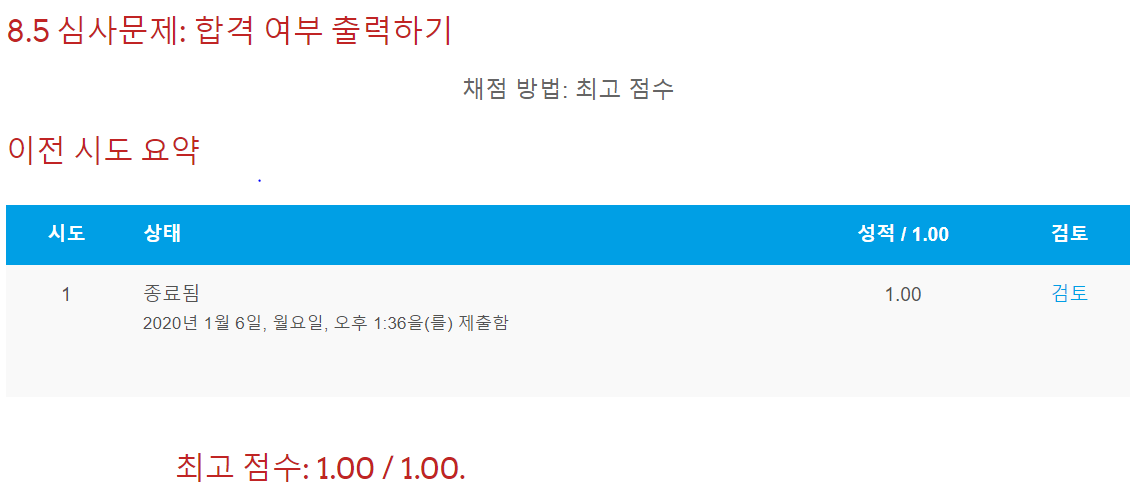 8.5 심사문제: 합격 여부 출력하기
채점 방법: 최고 점수
이전 시도 요약
시도 상태 성적 / 1.00 검토
1 종료됨 1.00 검토
2020년 1월 6일, 월요일, 오후 1:36을(를) 제출함
최고 점수: 1.00 / 1.00.